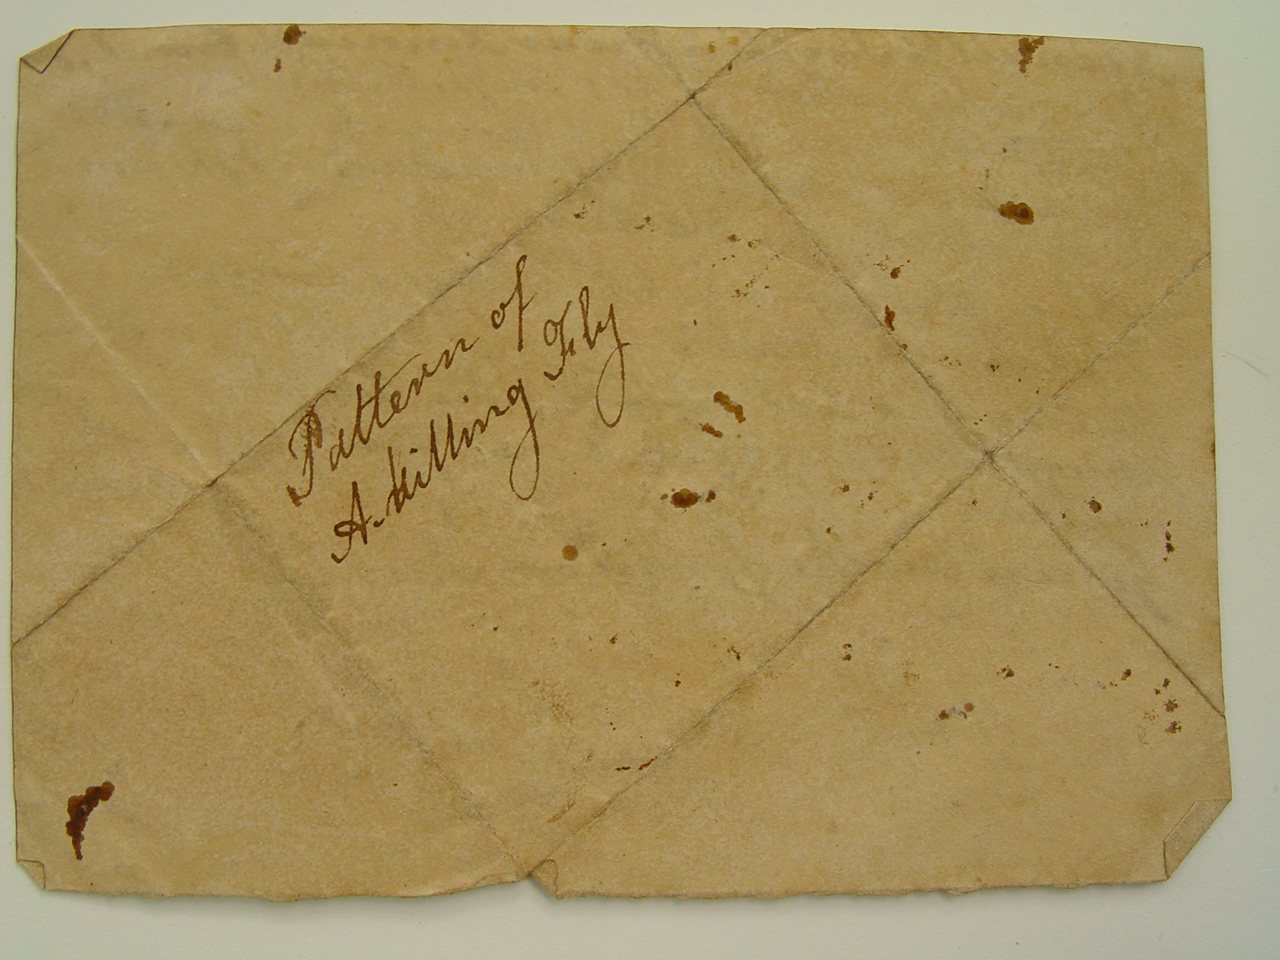 Pattern of
A. killing Fly